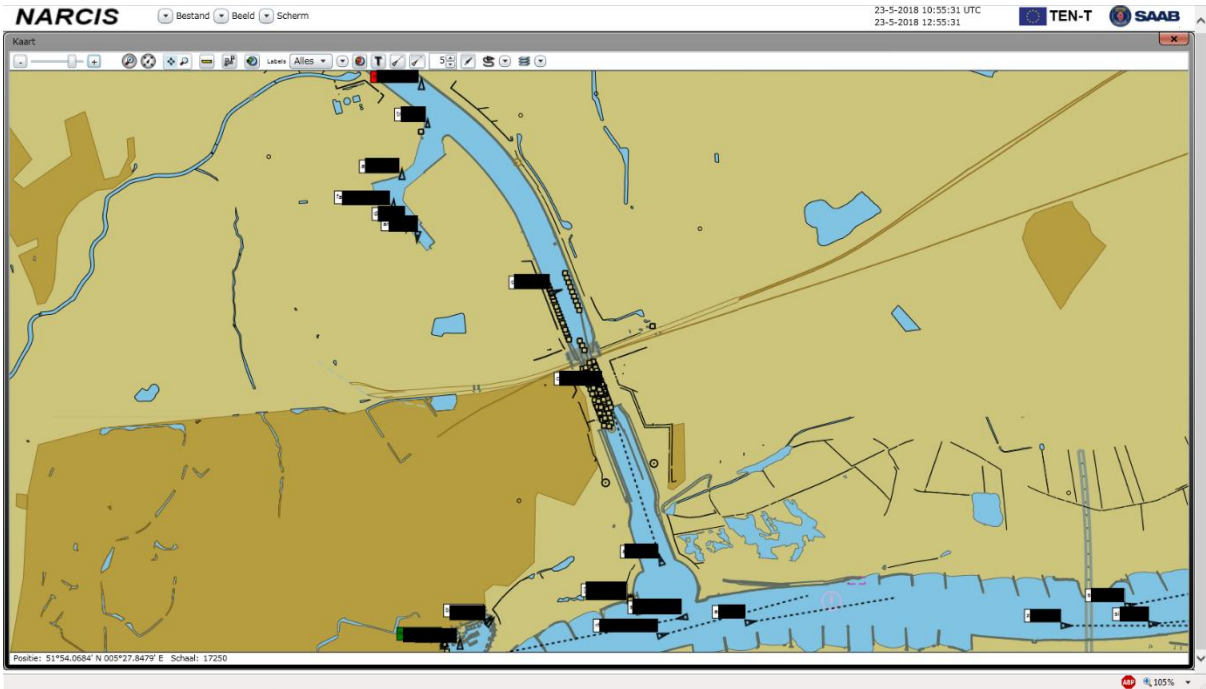 NARCIS Bestand Beeld Scherm
23-5-2018 10:55:31 UTC
23-5-2018 12:55:31
TEN-T SAAB
Kaart
Labels Alles T 5
Positie: 51°54.0684' N 005°27.8479' E Schaal: 17250
ABP 105%